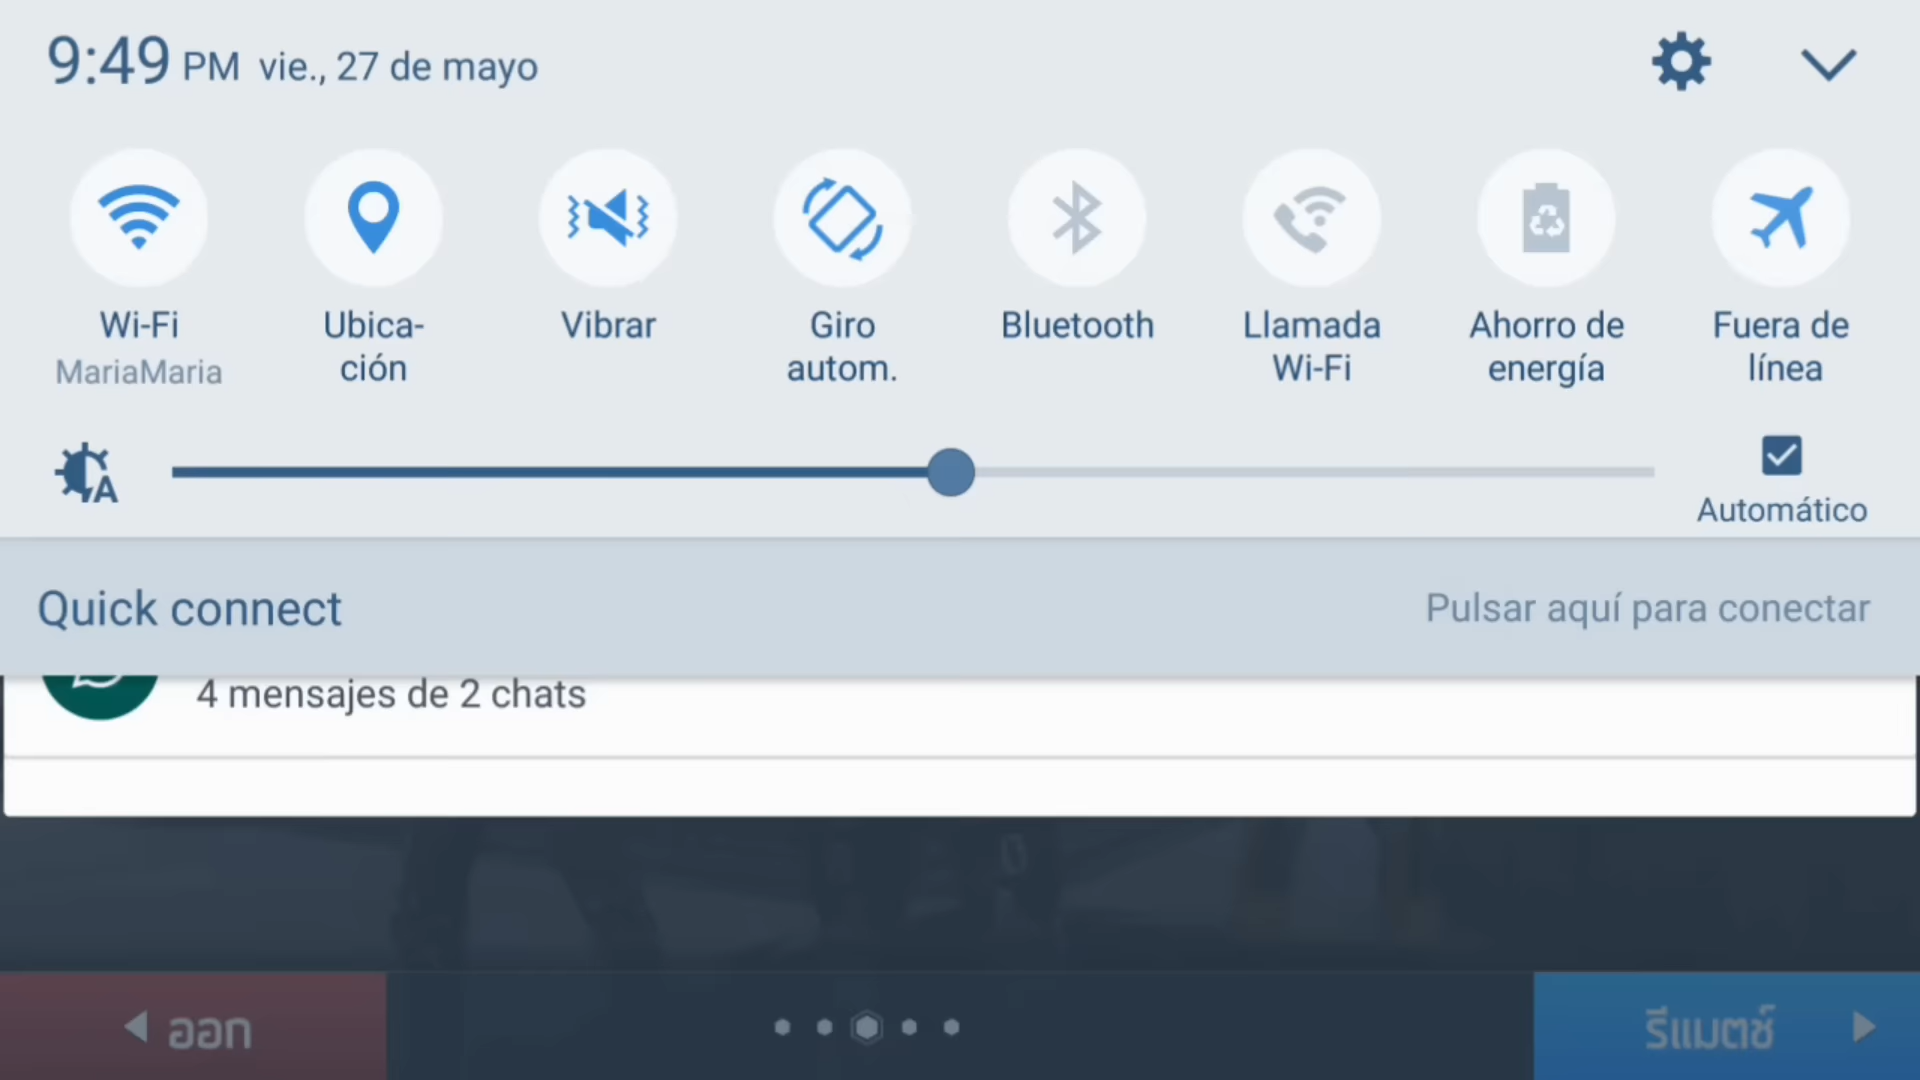 9:49 PM vie., 27 de mayo
Wi-Fi
MariaMaria
Ubica-
ción
Vibrar
Giro
autom.
Bluetooth
Llamada
Wi-Fi
Ahorro de
energía
Fuera de
línea
A
Automático
Quick connect
Pulsar aquí para conectar
4 mensajes de 2 chats
ออก
รีแมตช์